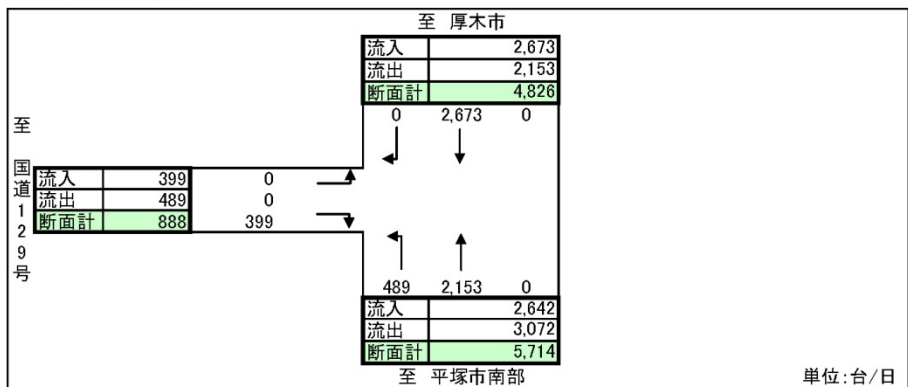 至 厚木市
流入 2,673
流出 2,153
断面計 4,826
0 2,673 0
至 国道129号
流入 399 0
流出 489 0
断面計 888 399
489 2,153 0
流入 2,642
流出 3,072
断面計 5,714
至 平塚市南部
単位:台/日